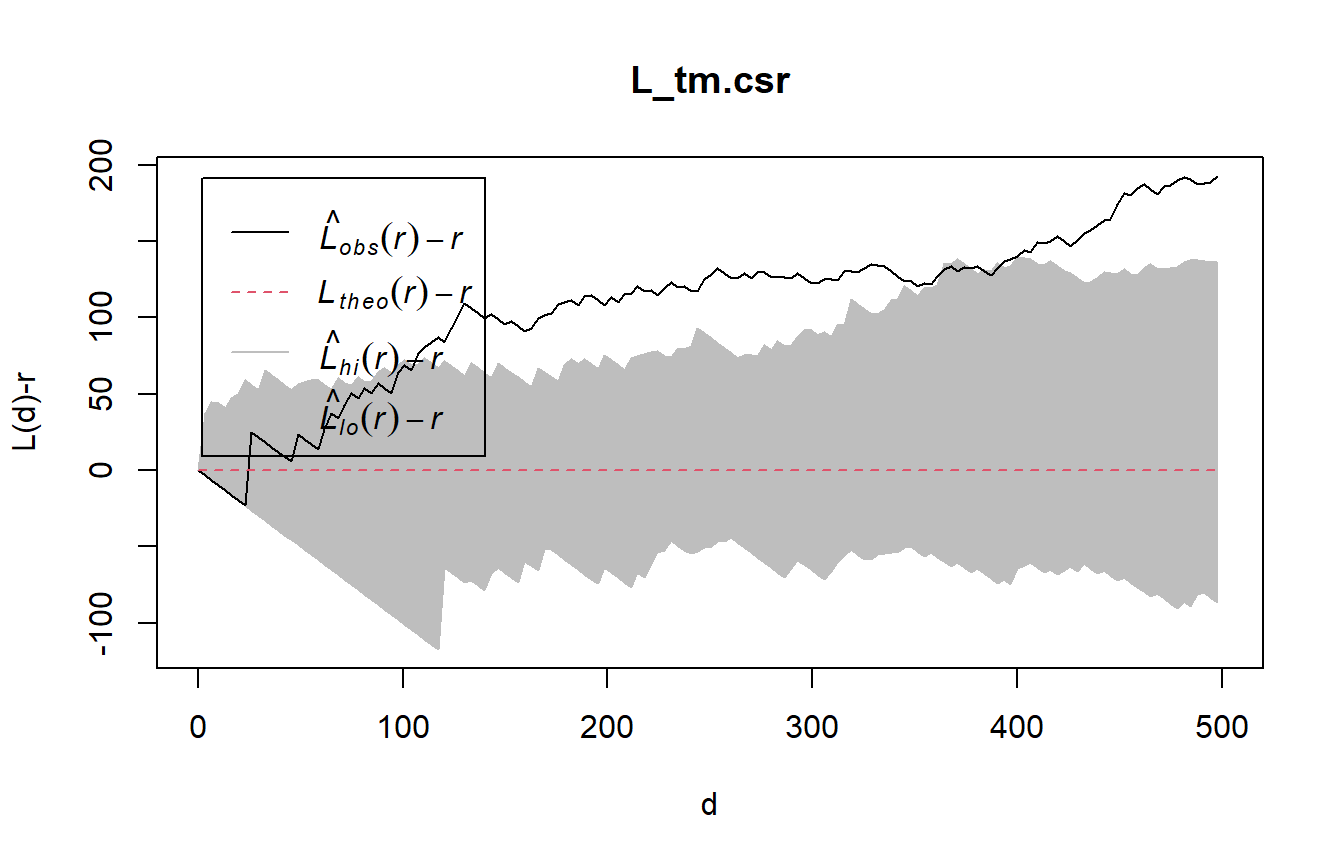 L_tm.csr
L(d)-r
200
100
50
0
-100
L̂obs(r) – r
Ltheo(r) – r
L̂hi(r) – r
L̂lo(r) – r
0 100 200 300 400 500
d